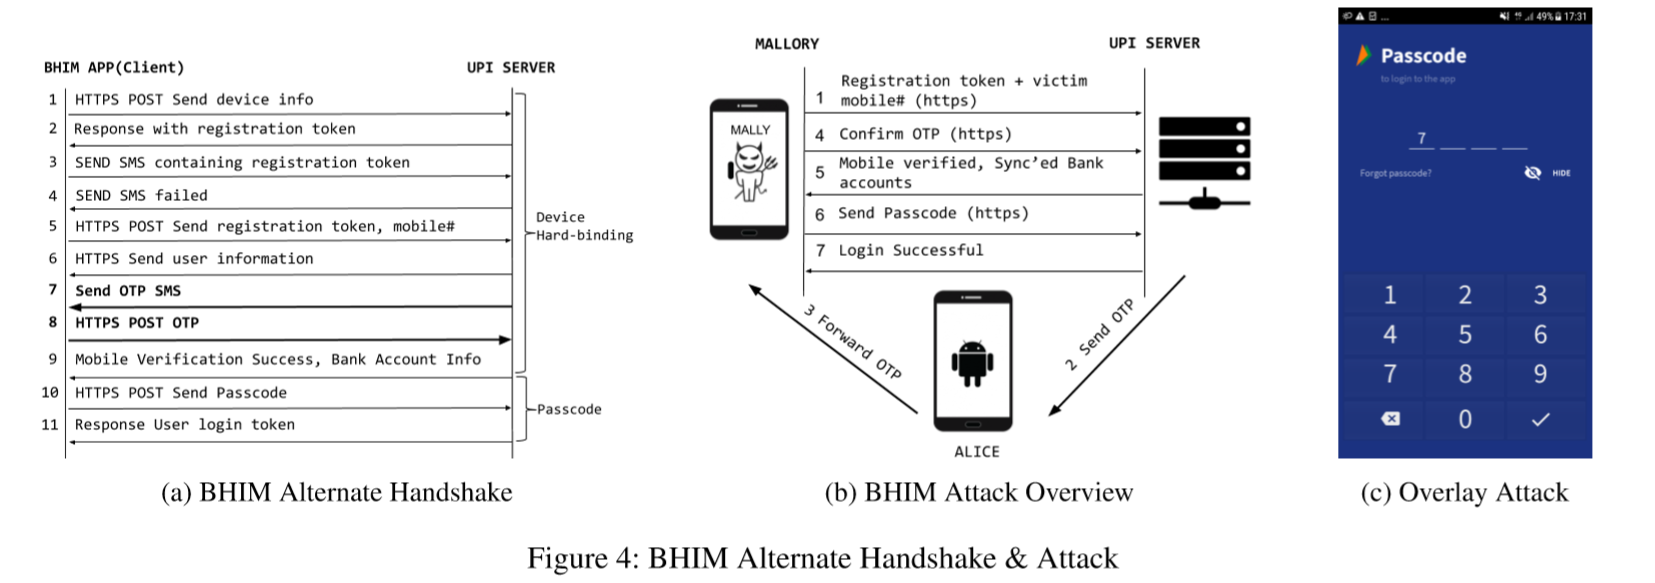 BHIM APP(Client)
UPI SERVER
1 HTTPS POST Send device info
2 Response with registration token
3 SEND SMS containing registration token
4 SEND SMS failed
5 HTTPS POST Send registration token, mobile#
6 HTTPS Send user information
7 Send OTP SMS
8 HTTPS POST OTP
9 Mobile Verification Success, Bank Account Info
10 HTTPS POST Send Passcode
11 Response User login token
Device
Hard-binding
Passcode
(a) BHIM Alternate Handshake
MALLORY
UPI SERVER
MALLY
1 Registration token + victim
mobile# (https)
4 Confirm OTP (https)
5 Mobile verified, Sync'ed Bank
accounts
6 Send Passcode (https)
7 Login Successful
3 Forward OTP
2 Send OTP
ALICE
(b) BHIM Attack Overview
... 49% 17:31
Passcode
to login to the app
7
Forgot passcode?
HIDE
1 2 3
4 5 6
7 8 9
0
(c) Overlay Attack
Figure 4: BHIM Alternate Handshake & Attack